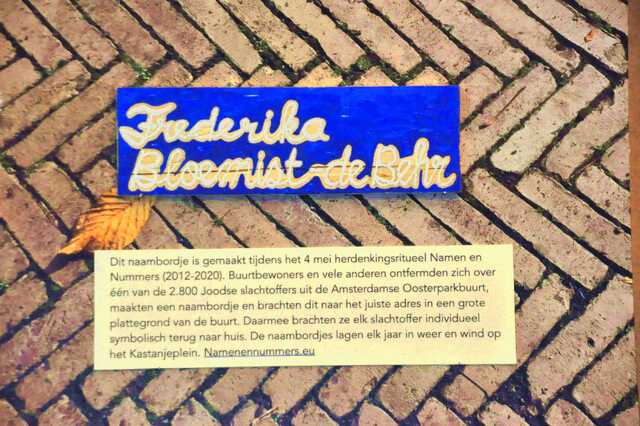 Frederika
Bloemist-de Behr
Dit naambordje is gemaakt tijdens het 4 mei herdenkingsritueel Namen en
Nummers (2012-2020). Buurtbewoners en vele anderen ontfermden zich over
één van de 2.800 Joodse slachtoffers uit de Amsterdamse Oosterparkbuurt,
maakten een naambordje en brachten dit naar het juiste adres in een grote
plattegrond van de buurt. Daarmee brachten ze elk slachtoffer individueel
symbolisch terug naar huis. De naambordjes lagen elk jaar in weer en wind op
het Kastanjeplein. Namenennummers.eu